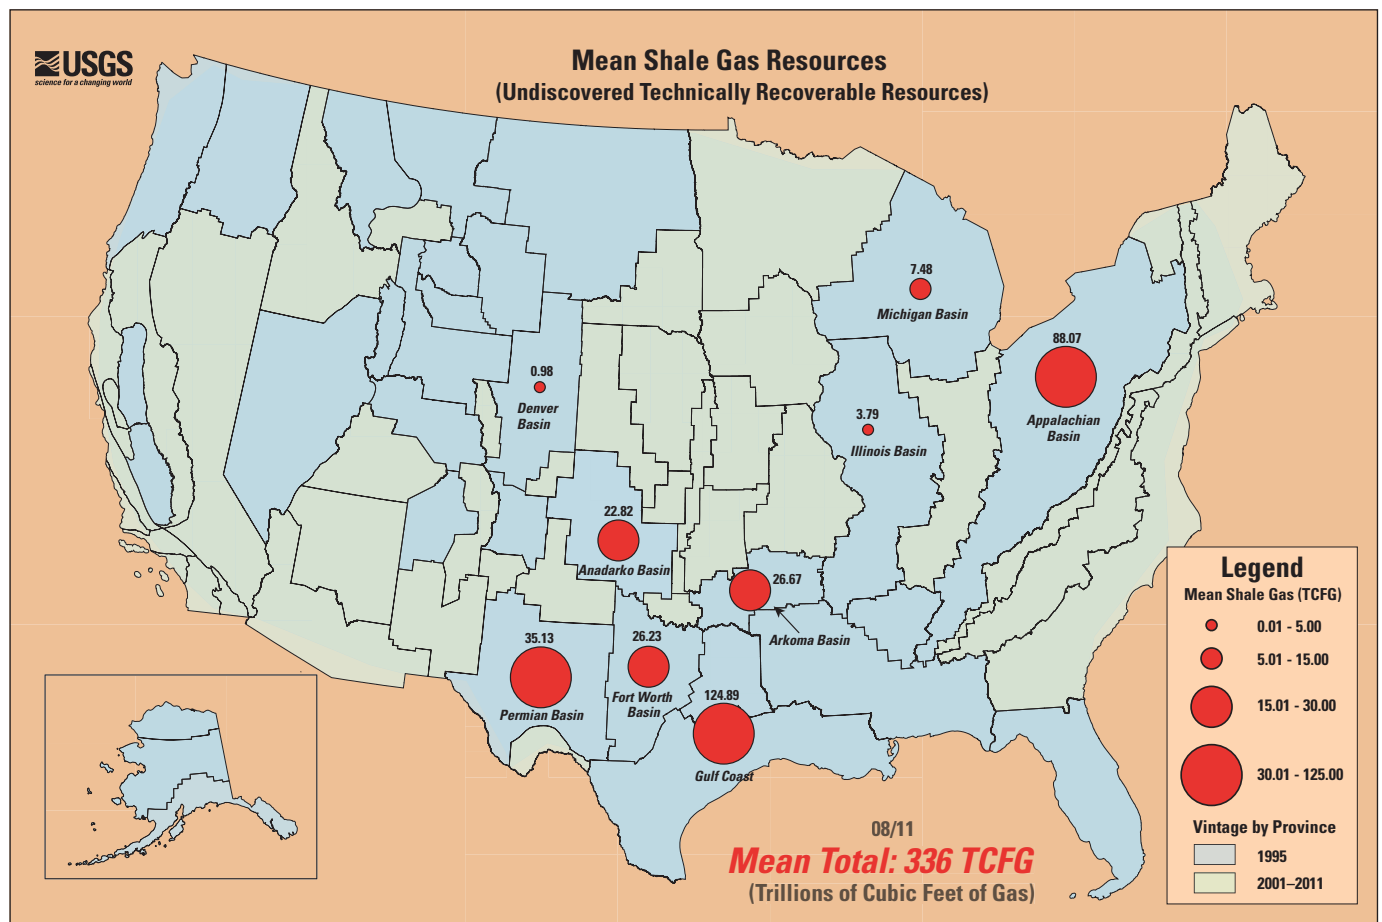 USGS
science for a changing world
Mean Shale Gas Resources
(Undiscovered Technically Recoverable Resources)
7.48
Michigan Basin
88.07
Appalachian
Basin
0.98
Denver
Basin
3.79
Illinois Basin
22.82
Anadarko Basin
26.67
Arkoma Basin
35.13
Permian Basin
26.23
Fort Worth
Basin
124.89
Gulf Coast
Legend
Mean Shale Gas (TCFG)
0.01 - 5.00
5.01 - 15.00
15.01 - 30.00
30.01 - 125.00
Vintage by Province
1995
2001–2011
08/11
Mean Total: 336 TCFG
(Trillions of Cubic Feet of Gas)